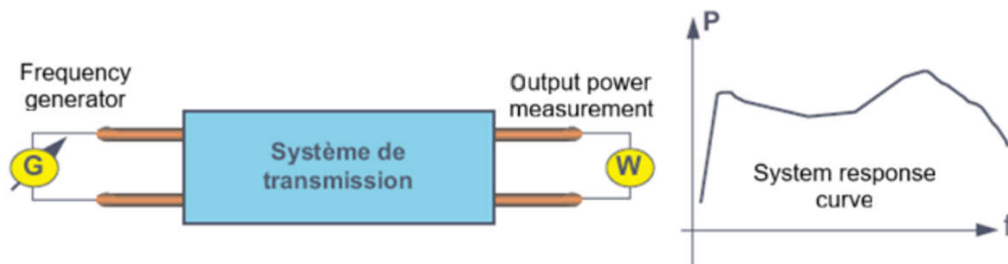 Frequency
generator
G
Système de
transmission
Output power
measurement
W
P
System response
curve
f